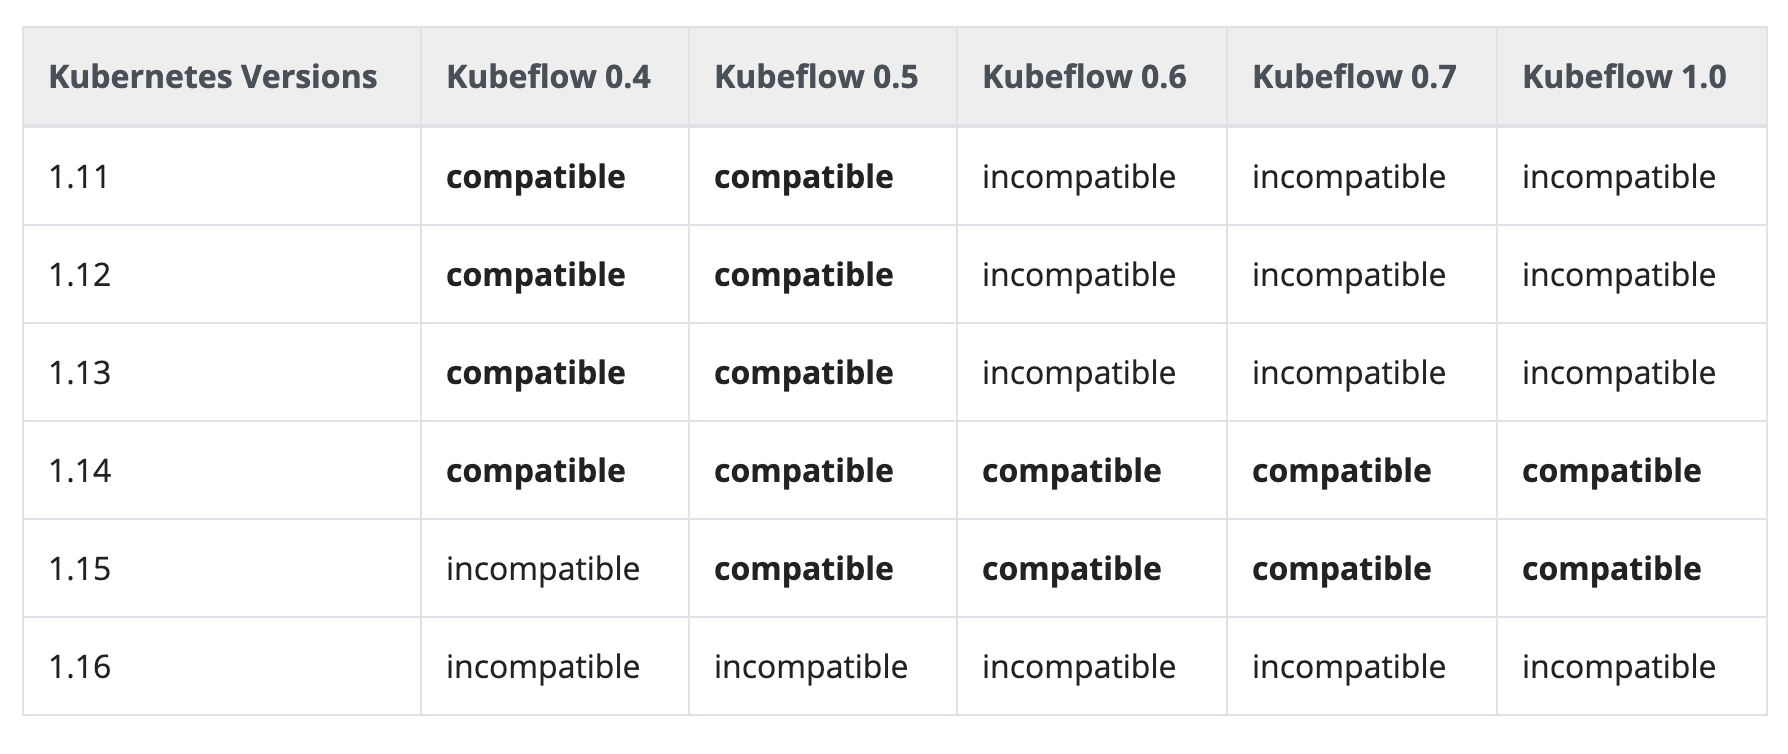 Kubernetes Versions Kubeflow 0.4 Kubeflow 0.5 Kubeflow 0.6 Kubeflow 0.7 Kubeflow 1.0
1.11 compatible compatible incompatible incompatible incompatible
1.12 compatible compatible incompatible incompatible incompatible
1.13 compatible compatible incompatible incompatible incompatible
1.14 compatible compatible compatible compatible compatible
1.15 incompatible compatible compatible compatible compatible
1.16 incompatible incompatible incompatible incompatible incompatible